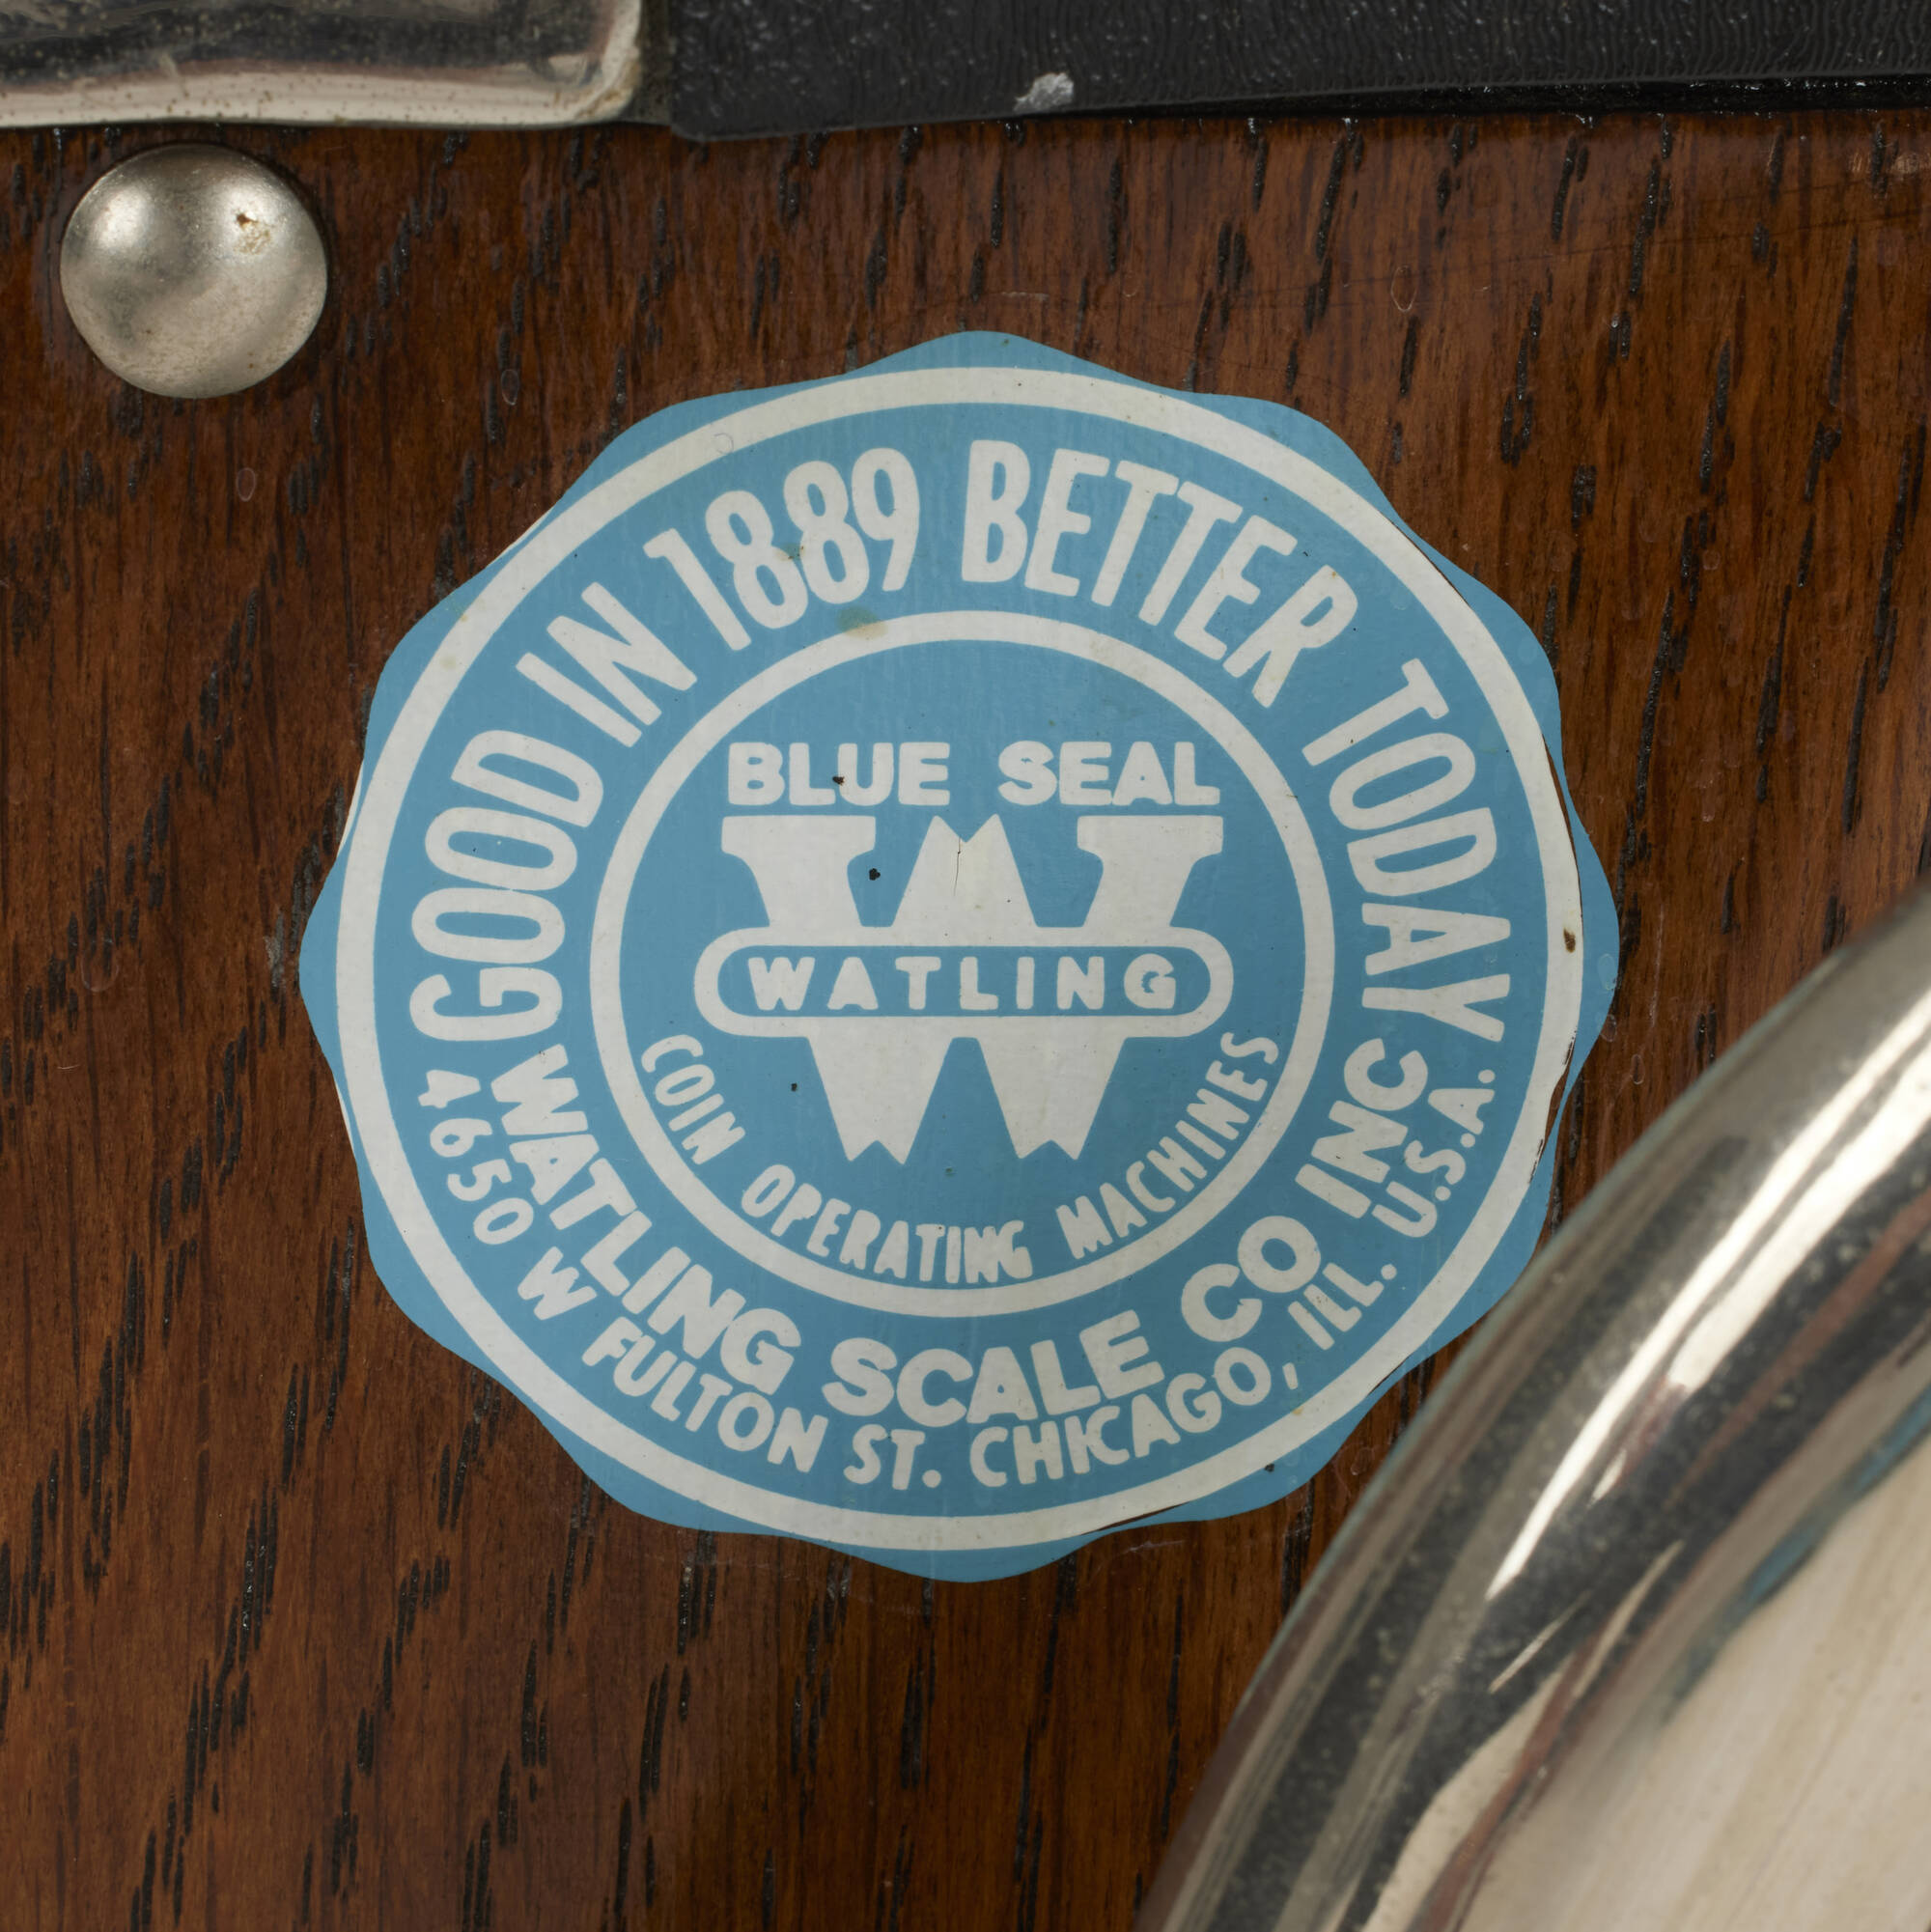 GOOD IN 1889 BETTER TODAY
BLUE SEAL
W
WATLING
COIN OPERATING MACHINES
WATLING SCALE CO INC
4650 W FULTON ST. CHICAGO, ILL. U.S.A.